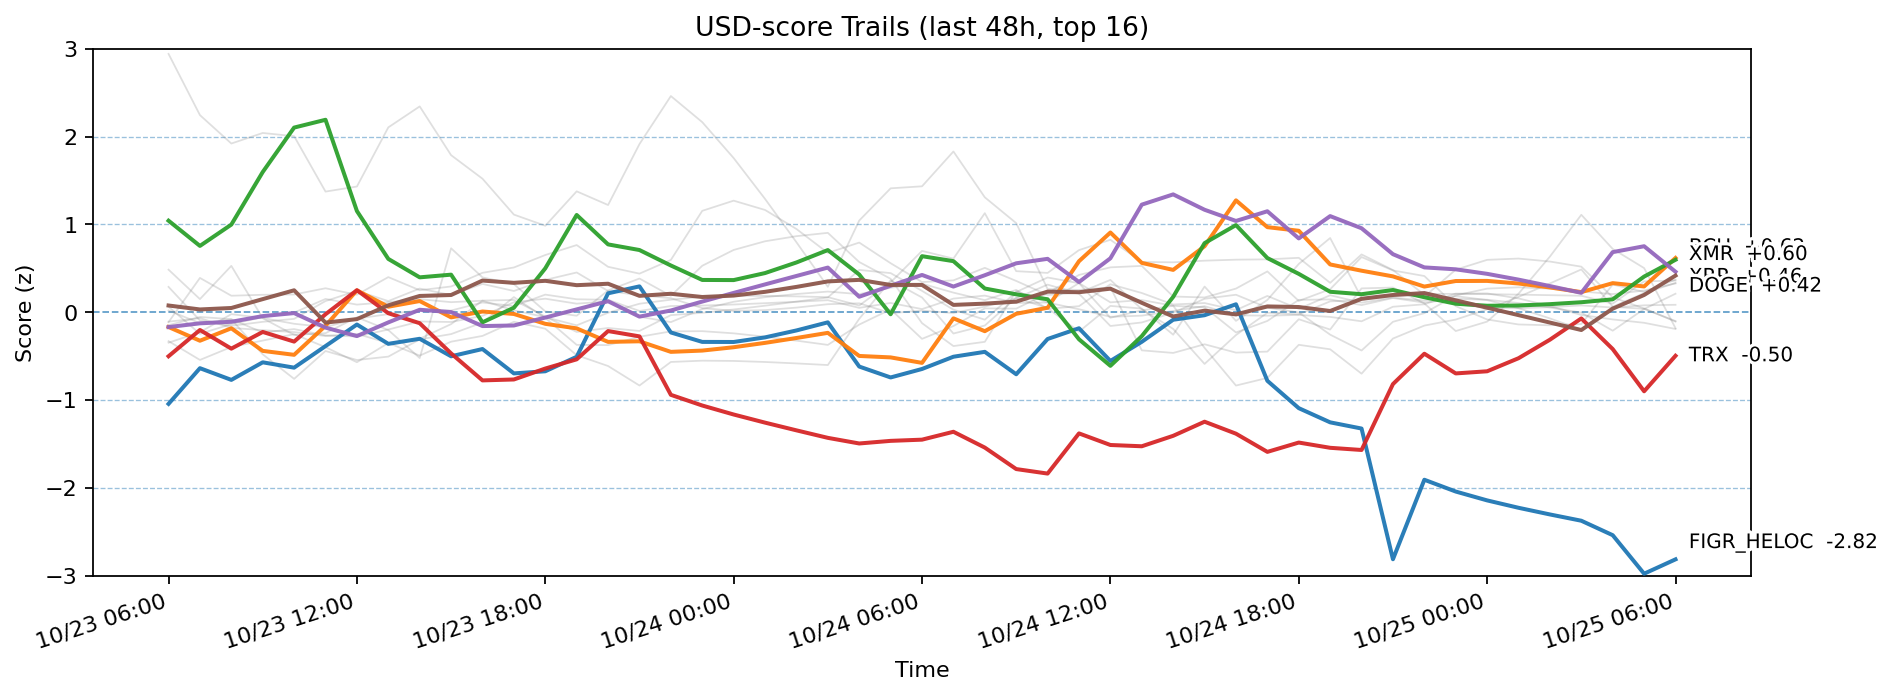 USD-score Trails (last 48h, top 16)
Score (z)
3
2
1
0
−1
−2
−3
XMR +0.60
DOGE +0.42
TRX -0.50
FIGR_HELOC -2.82
10/23 06:00
10/23 12:00
10/23 18:00
10/24 00:00
10/24 06:00
10/24 12:00
10/24 18:00
10/25 00:00
10/25 06:00
Time